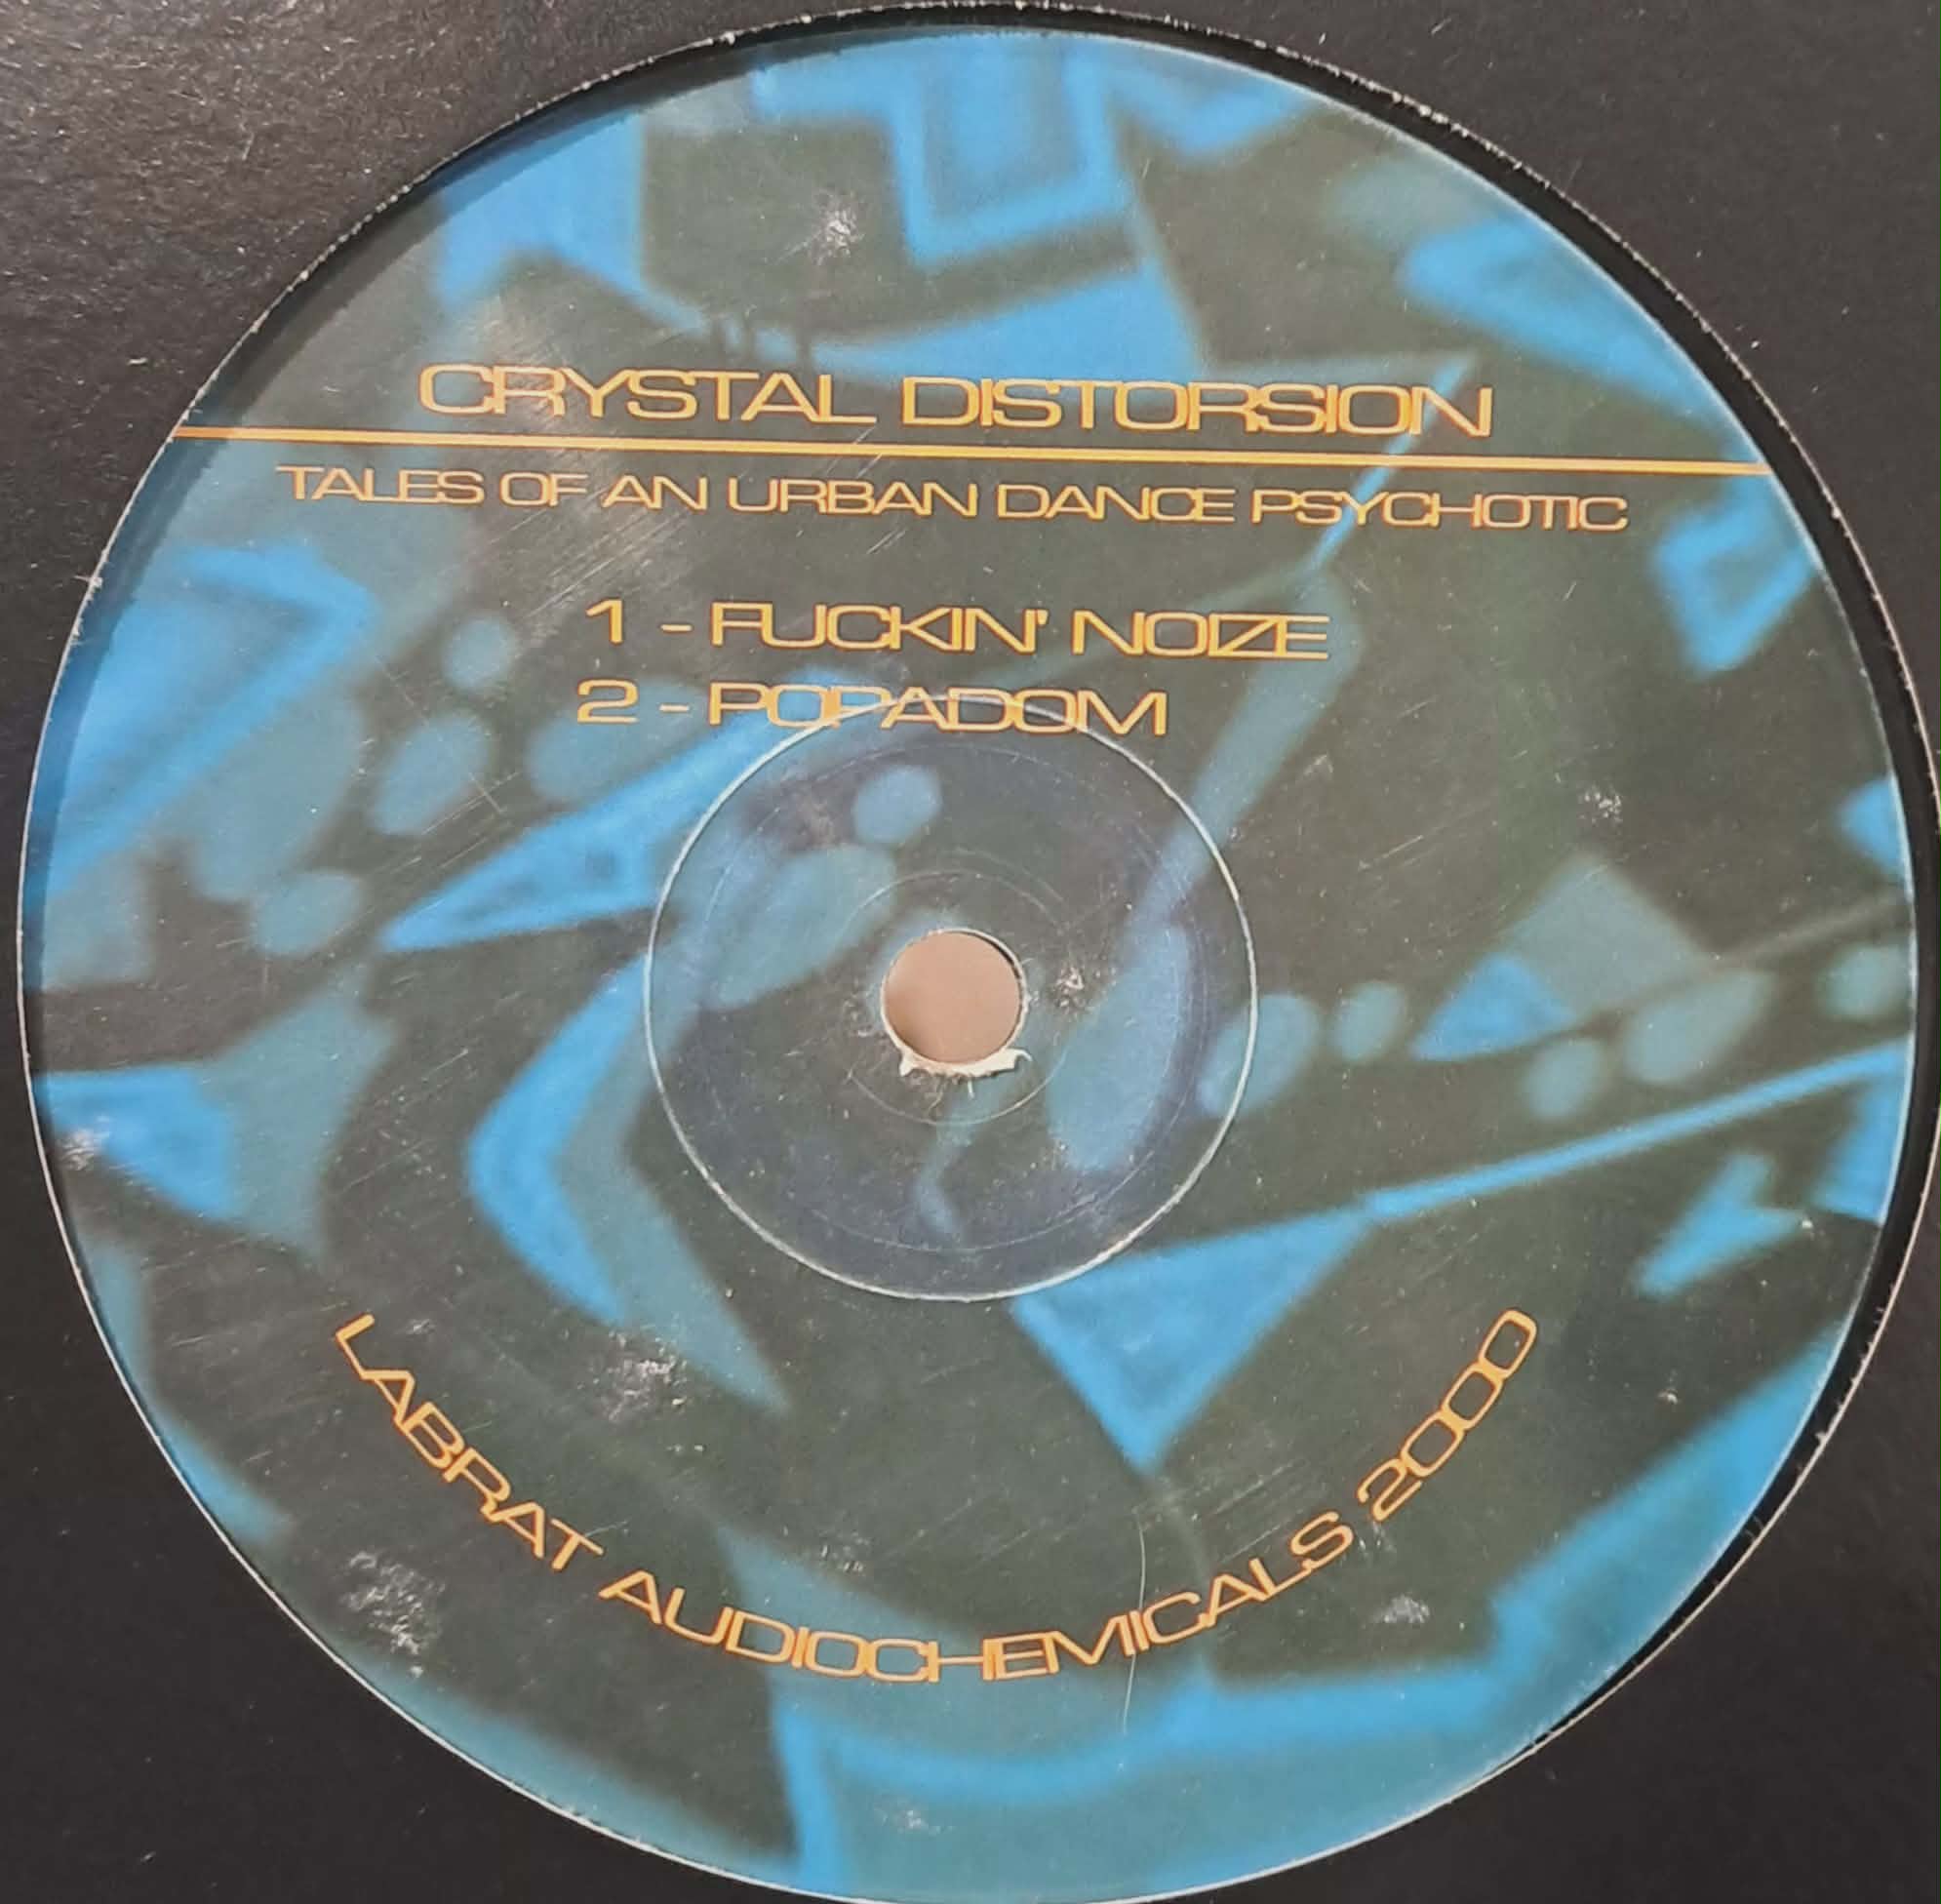 CRYSTAL DISTORSION
TALES OF AN URBAN DANCE PSYCHOTIC
1 - FUCKIN' NOIZE
2 - POPADOM
LABRAT AUDIOCHEMICALS 2000